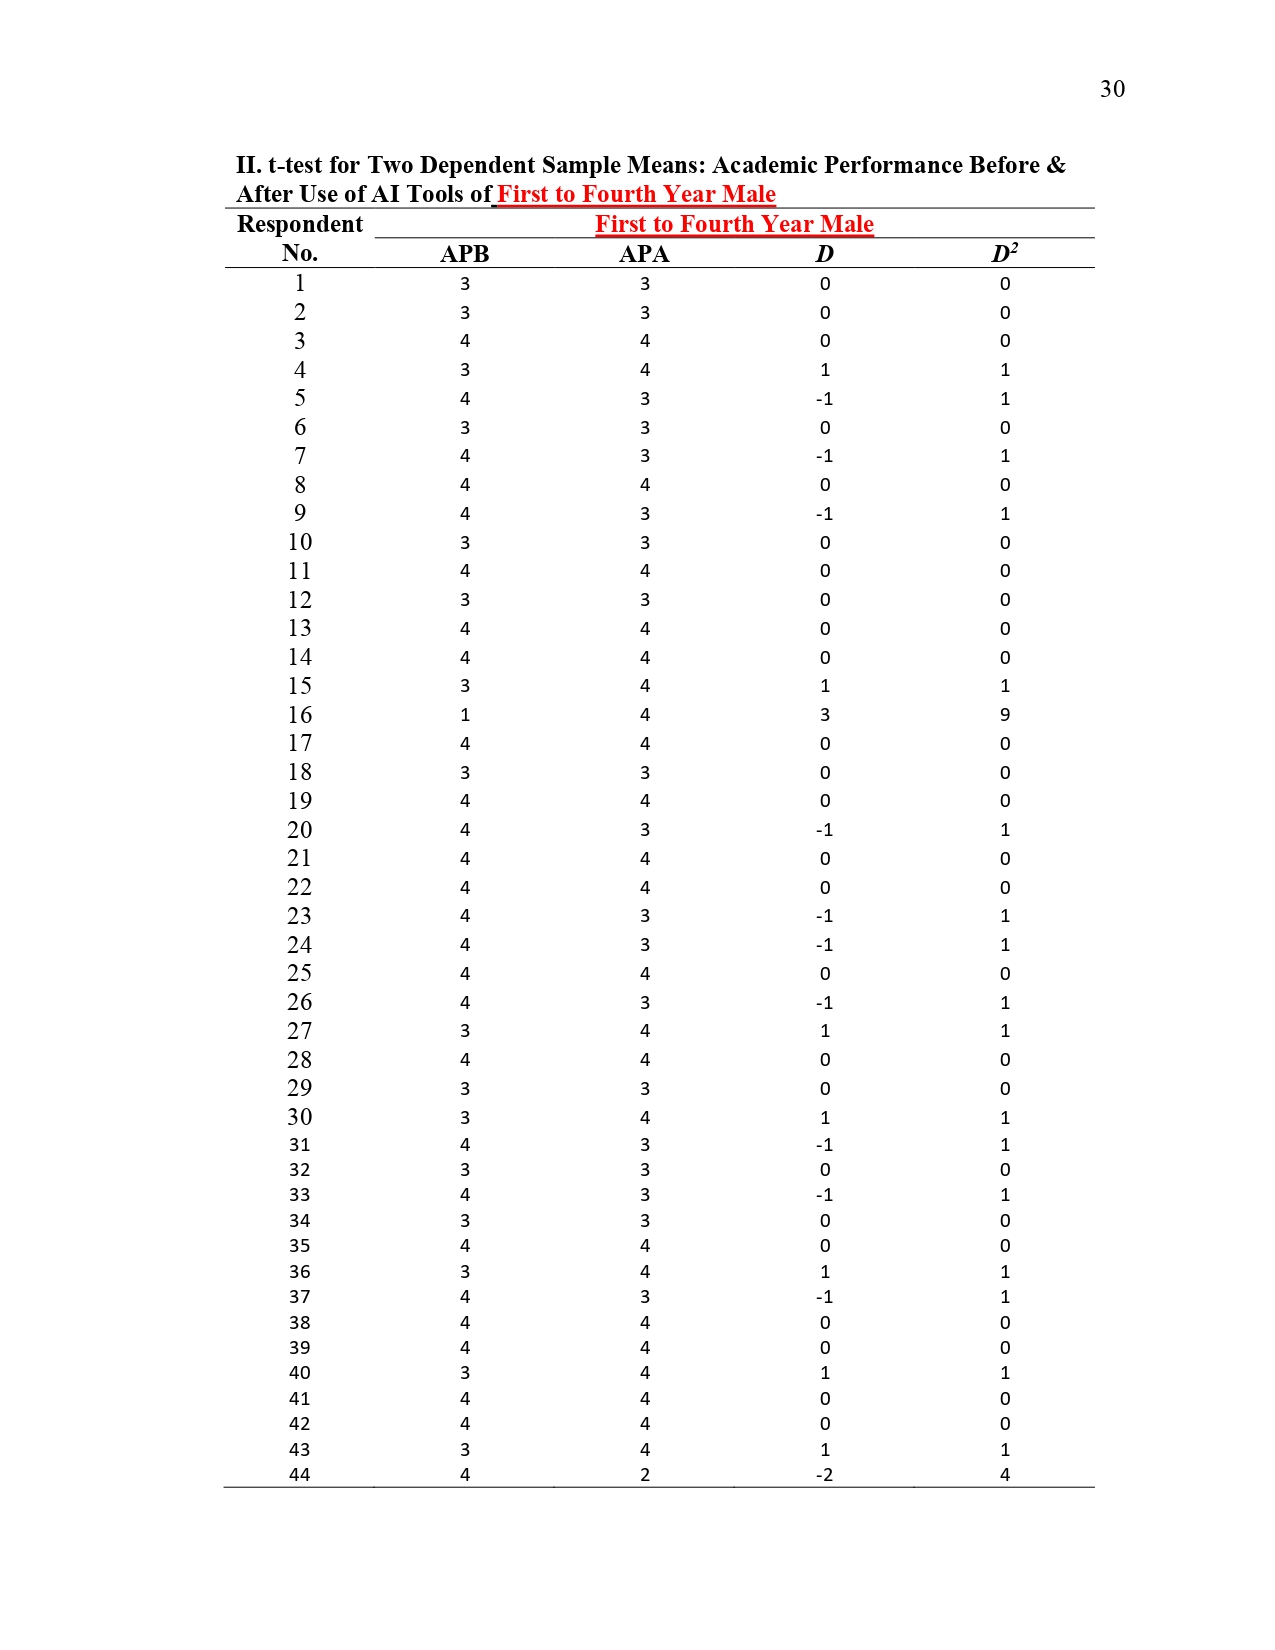 30
II. t-test for Two Dependent Sample Means: Academic Performance Before &
After Use of AI Tools of First to Fourth Year Male
Respondent First to Fourth Year Male
No. APB APA D D²
1 3 3 0 0
2 3 3 0 0
3 4 4 0 0
4 3 4 1 1
5 4 3 -1 1
6 3 3 0 0
7 4 3 -1 1
8 4 4 0 0
9 4 3 -1 1
10 3 3 0 0
11 4 4 0 0
12 3 3 0 0
13 4 4 0 0
14 4 4 0 0
15 3 4 1 1
16 1 4 3 9
17 4 4 0 0
18 3 3 0 0
19 4 4 0 0
20 4 3 -1 1
21 4 4 0 0
22 4 4 0 0
23 4 3 -1 1
24 4 3 -1 1
25 4 4 0 0
26 4 3 -1 1
27 3 4 1 1
28 4 4 0 0
29 3 3 0 0
30 3 4 1 1
31 4 3 -1 1
32 3 3 0 0
33 4 3 -1 1
34 3 3 0 0
35 4 4 0 0
36 3 4 1 1
37 4 3 -1 1
38 4 4 0 0
39 4 4 0 0
40 3 4 1 1
41 4 4 0 0
42 4 4 0 0
43 3 4 1 1
44 4 2 -2 4